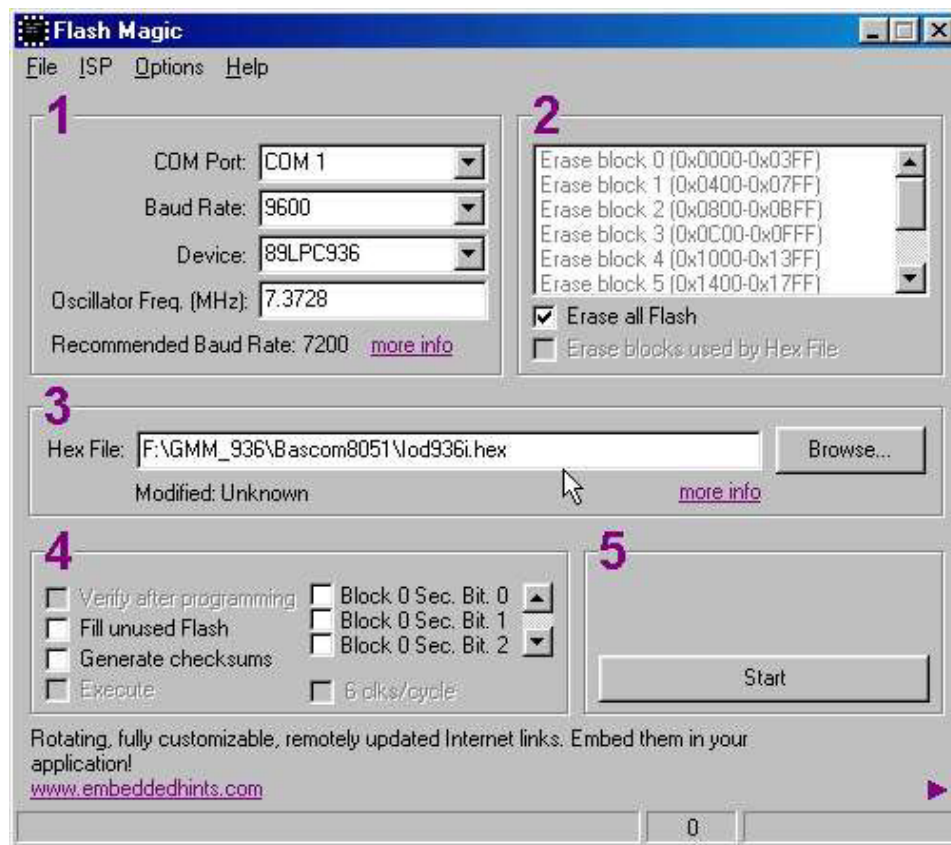 Flash Magic
File ISP Options Help
1
COM Port: COM 1
Baud Rate: 9600
Device: 89LPC936
Oscillator Freq. (MHz): 7.3728
Recommended Baud Rate: 7200 more info
2
Erase block 0 (0x0000-0x03FF)
Erase block 1 (0x0400-0x07FF)
Erase block 2 (0x0800-0x0BFF)
Erase block 3 (0x0C00-0x0FFF)
Erase block 4 (0x1000-0x13FF)
Erase block 5 (0x1400-0x17FF)
Erase all Flash
Erase blocks used by Hex File
3
Hex File: F:\GMM_936\Bascom8051\Iod936i.hex Browse...
Modified: Unknown more info
4
Verify after programming
Fill unused Flash
Generate checksums
Execute
Block 0 Sec. Bit. 0
Block 0 Sec. Bit. 1
Block 0 Sec. Bit. 2
6 clks/cycle
5
Start
Rotating, fully customizable, remotely updated Internet links. Embed them in your
application!
www.embeddedhints.com
0